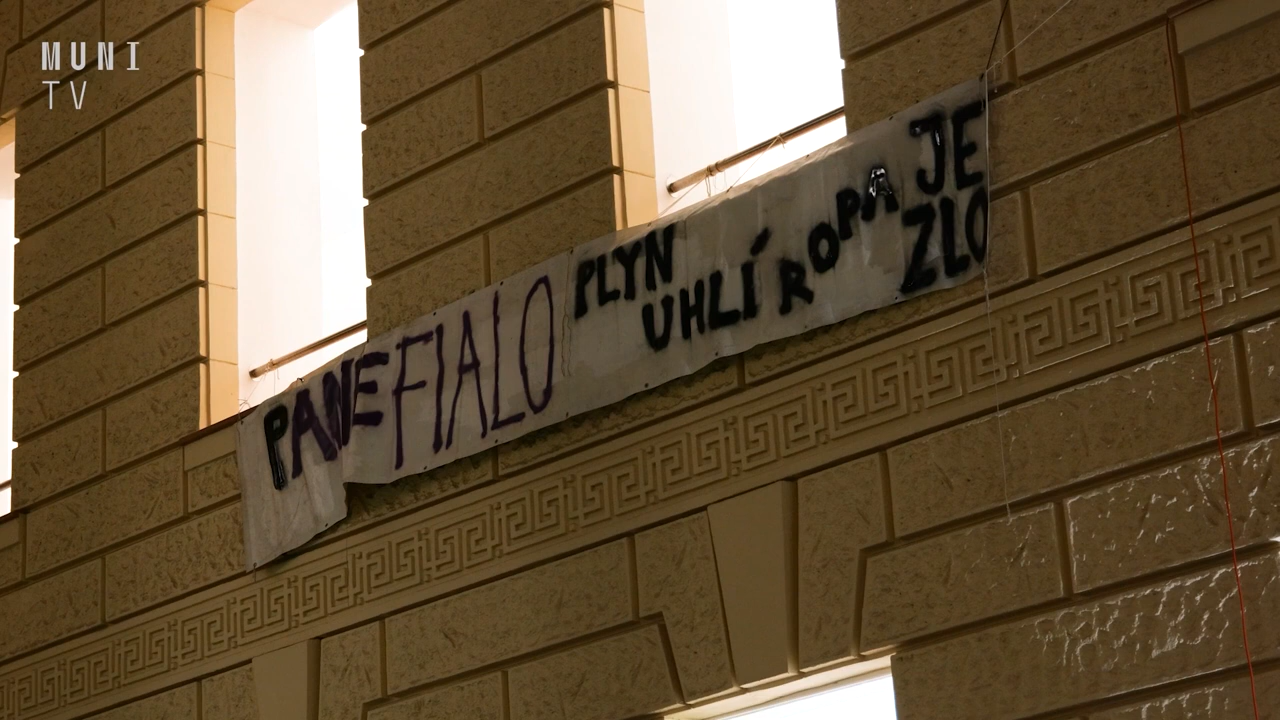 MUNI
TV
PANE FIALO
PLYN
UHLÍ ROPA
JE
ZLO